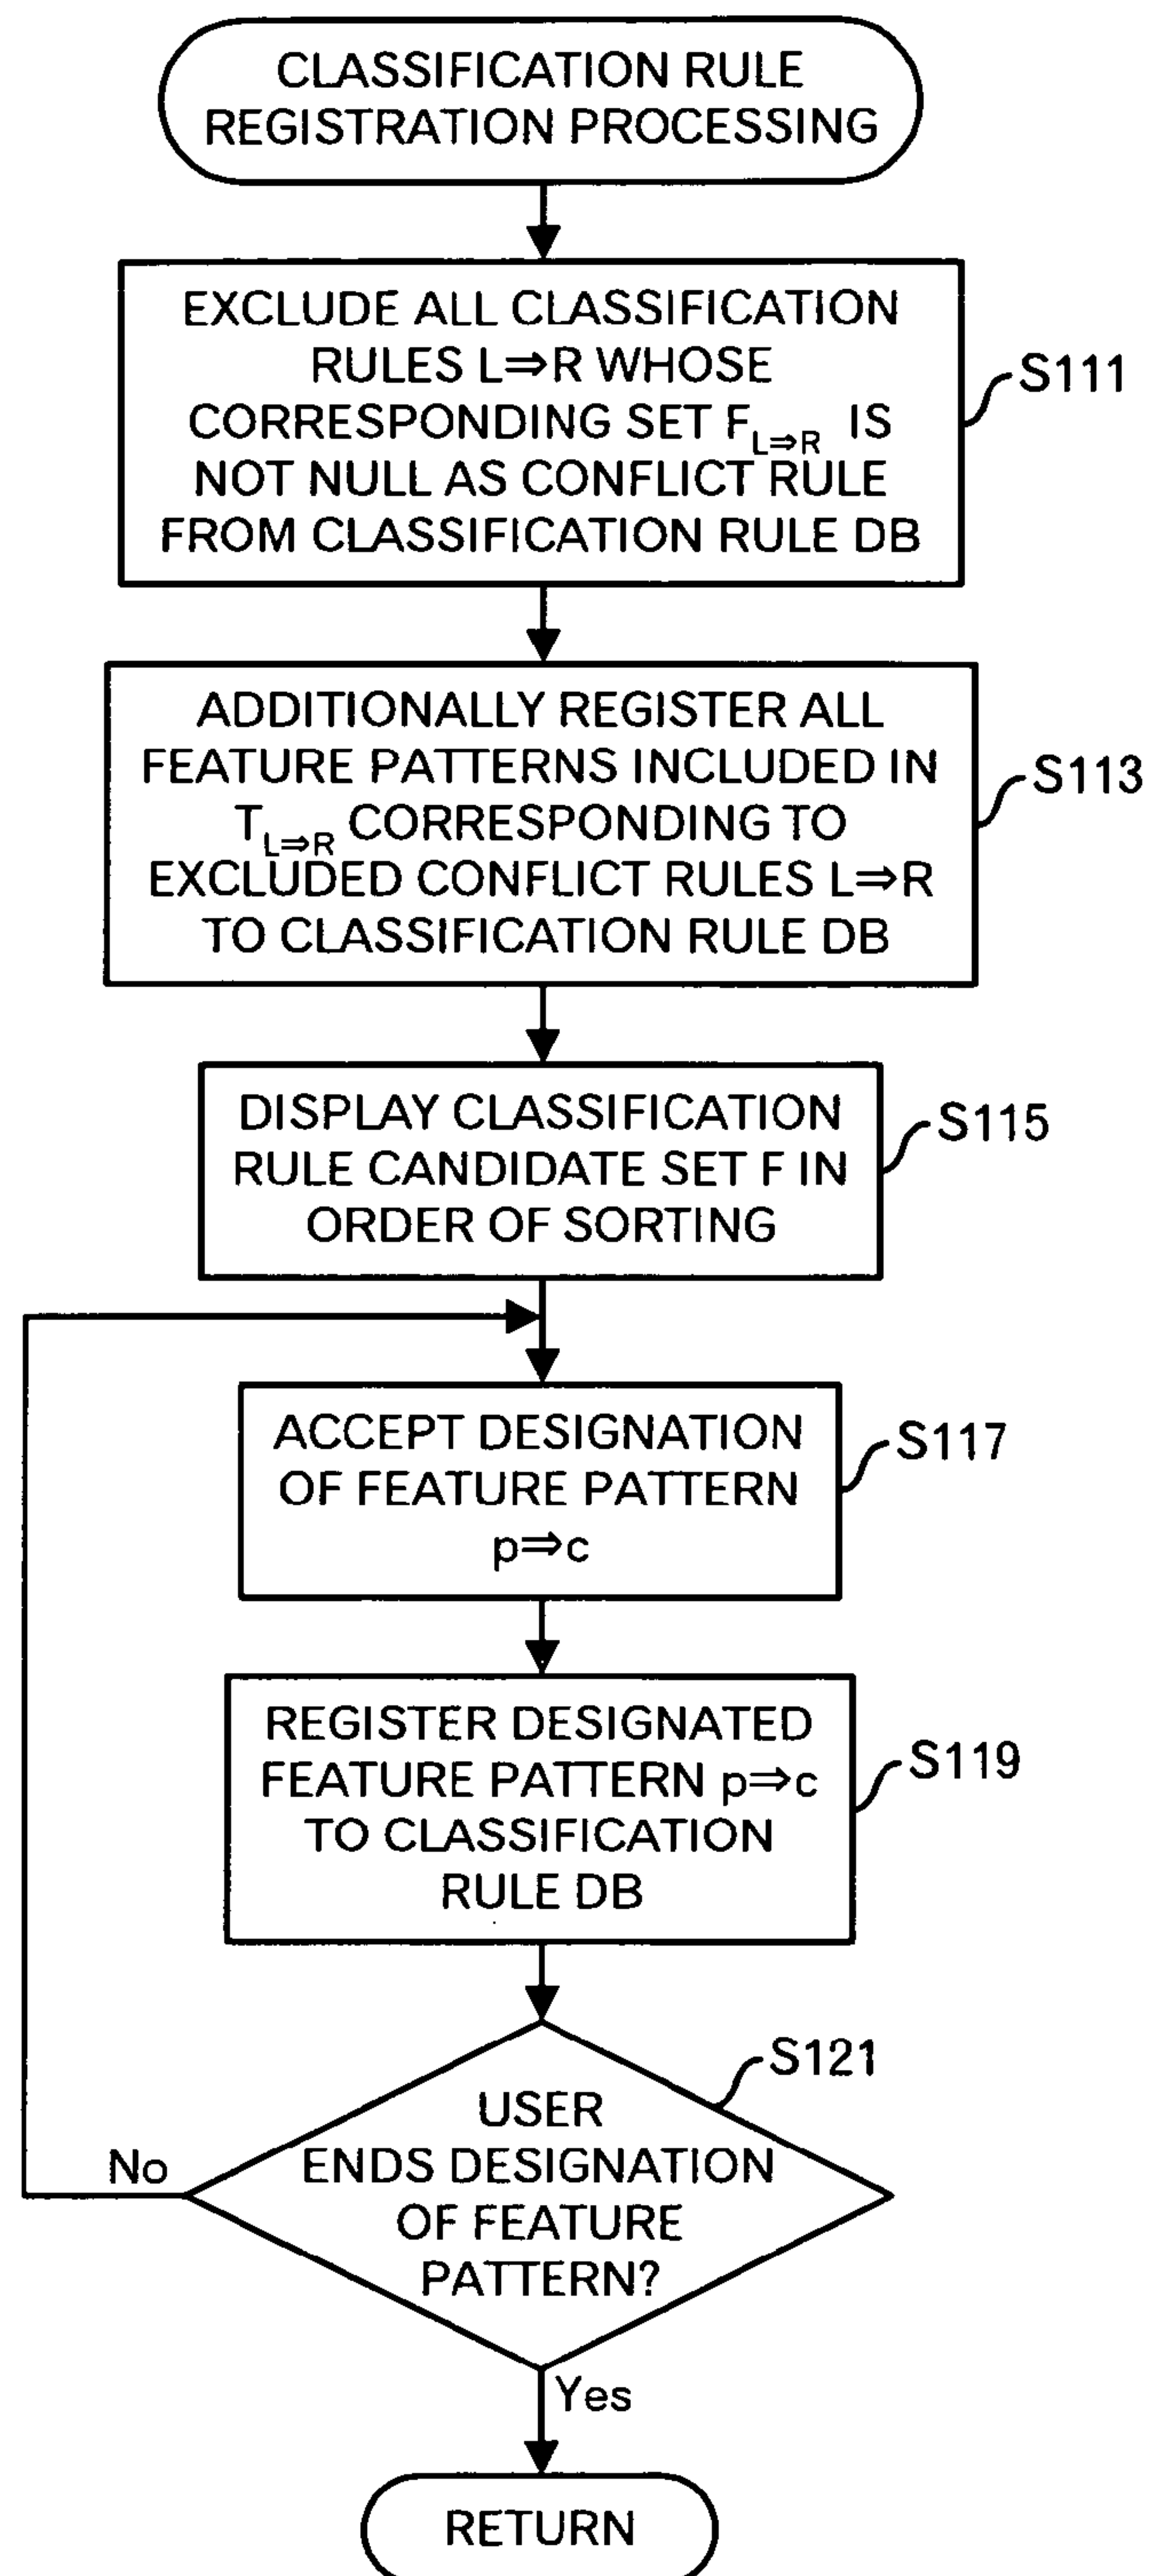 CLASSIFICATION RULE
REGISTRATION PROCESSING
EXCLUDE ALL CLASSIFICATION
RULES L⇒R WHOSE
CORRESPONDING SET F_L⇒R IS
NOT NULL AS CONFLICT RULE
FROM CLASSIFICATION RULE DB
S111
ADDITIONALLY REGISTER ALL
FEATURE PATTERNS INCLUDED IN
T_L⇒R CORRESPONDING TO
EXCLUDED CONFLICT RULES L⇒R
TO CLASSIFICATION RULE DB
S113
DISPLAY CLASSIFICATION
RULE CANDIDATE SET F IN
ORDER OF SORTING
S115
ACCEPT DESIGNATION
OF FEATURE PATTERN
p⇒c
S117
REGISTER DESIGNATED
FEATURE PATTERN p⇒c
TO CLASSIFICATION
RULE DB
S119
S121
USER
ENDS DESIGNATION
OF FEATURE
PATTERN?
No
Yes
RETURN